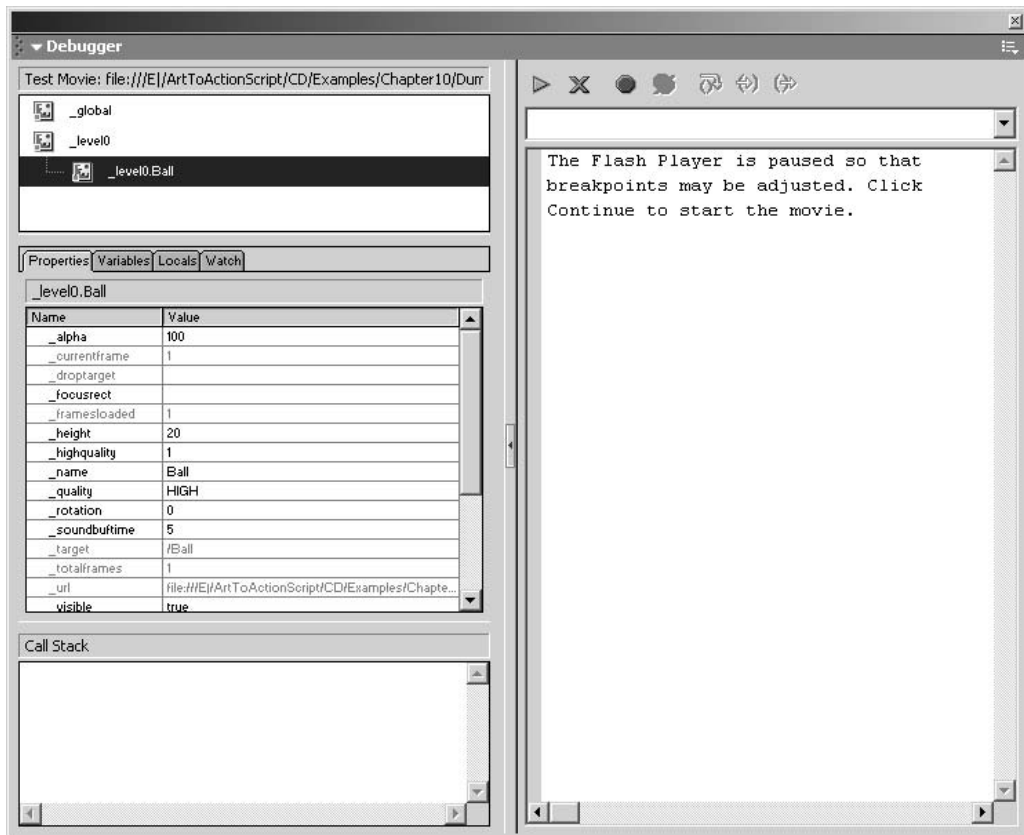 Debugger
Test Movie: file:///E|/ArtToActionScript/CD/Examples/Chapter10/Dum
_global
_level0
_level0.Ball
Properties Variables Locals Watch
_level0.Ball
Name Value
_alpha 100
_currentframe 1
_droptarget
_focusrect
_framesloaded 1
_height 20
_highquality 1
_name Ball
_quality HIGH
_rotation 0
_soundbuftime 5
_target /Ball
_totalframes 1
_url file:///E|/ArtToActionScript/CD/Examples/Chapte...
_visible true
Call Stack
The Flash Player is paused so that
breakpoints may be adjusted. Click
Continue to start the movie.